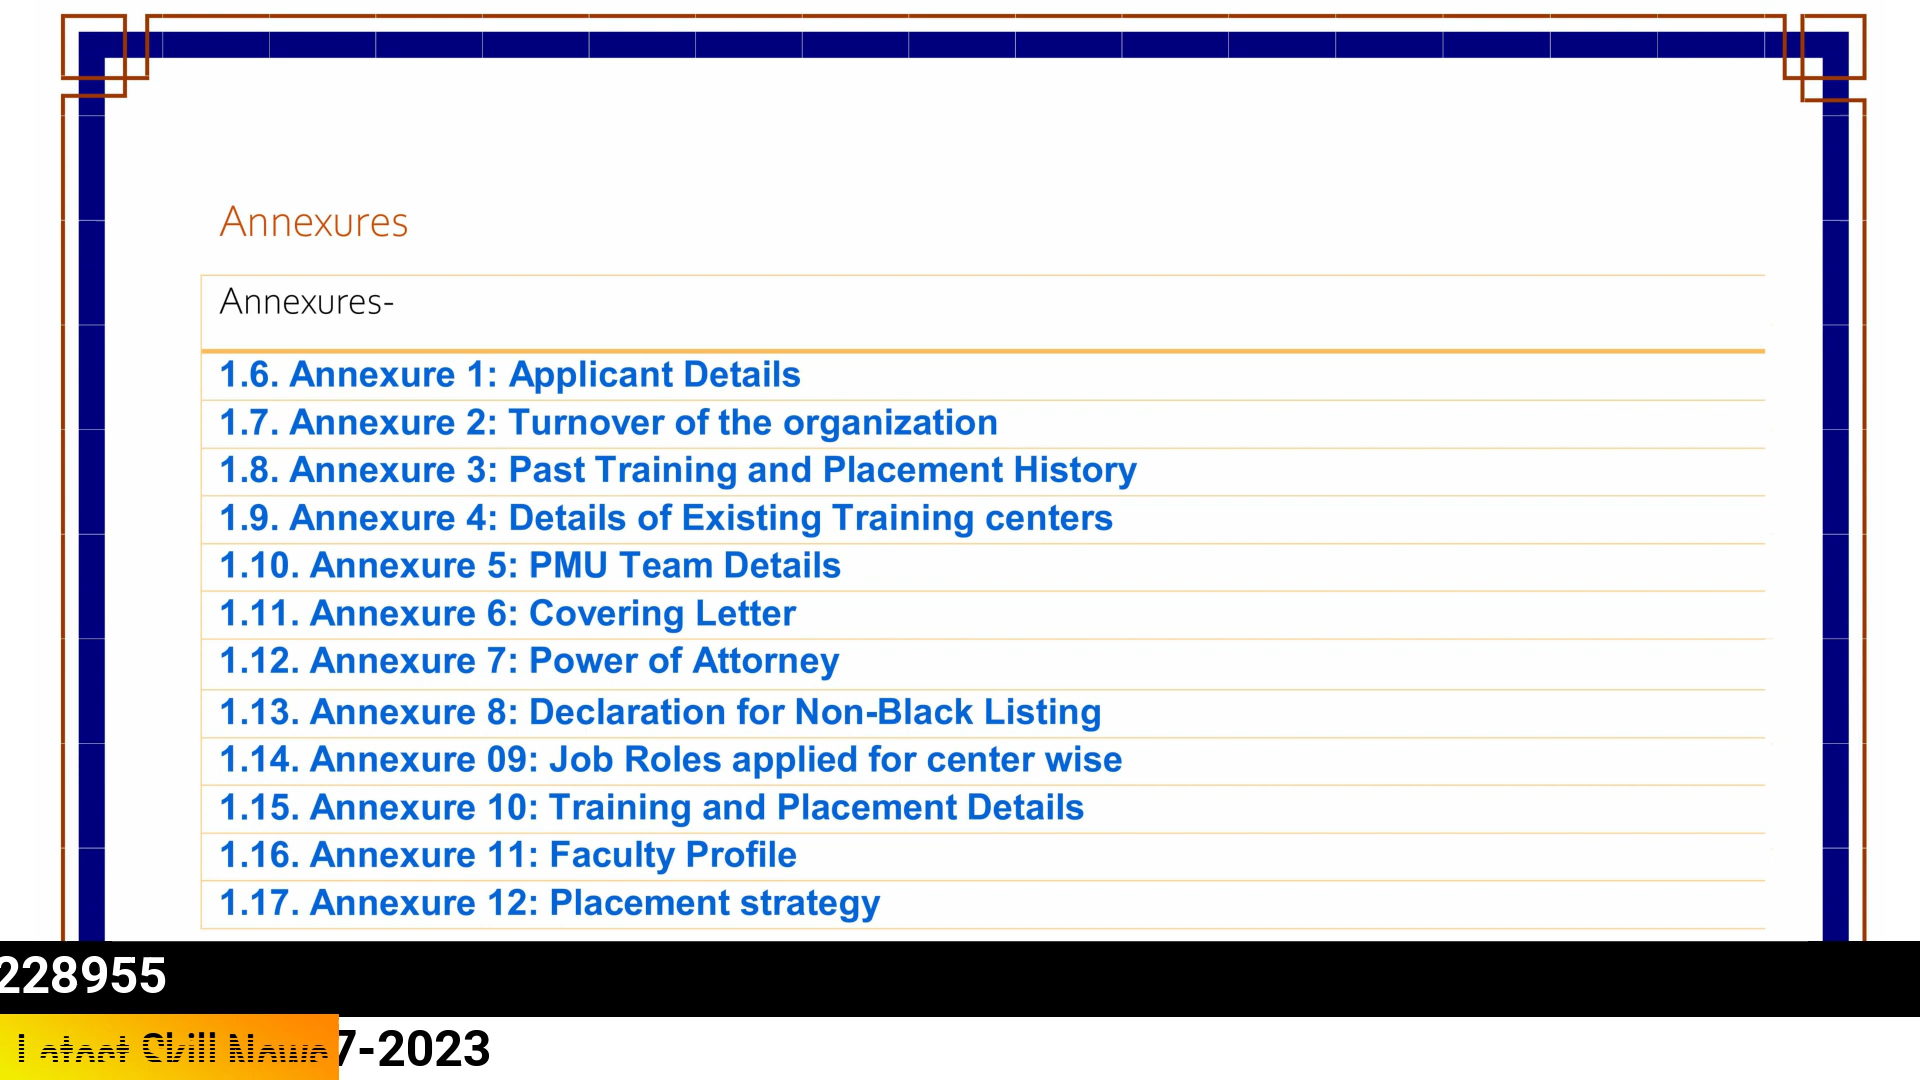 Annexures
Annexures-
1.6. Annexure 1: Applicant Details
1.7. Annexure 2: Turnover of the organization
1.8. Annexure 3: Past Training and Placement History
1.9. Annexure 4: Details of Existing Training centers
1.10. Annexure 5: PMU Team Details
1.11. Annexure 6: Covering Letter
1.12. Annexure 7: Power of Attorney
1.13. Annexure 8: Declaration for Non-Black Listing
1.14. Annexure 09: Job Roles applied for center wise
1.15. Annexure 10: Training and Placement Details
1.16. Annexure 11: Faculty Profile
1.17. Annexure 12: Placement strategy
228955
Latest Skill News 7-2023